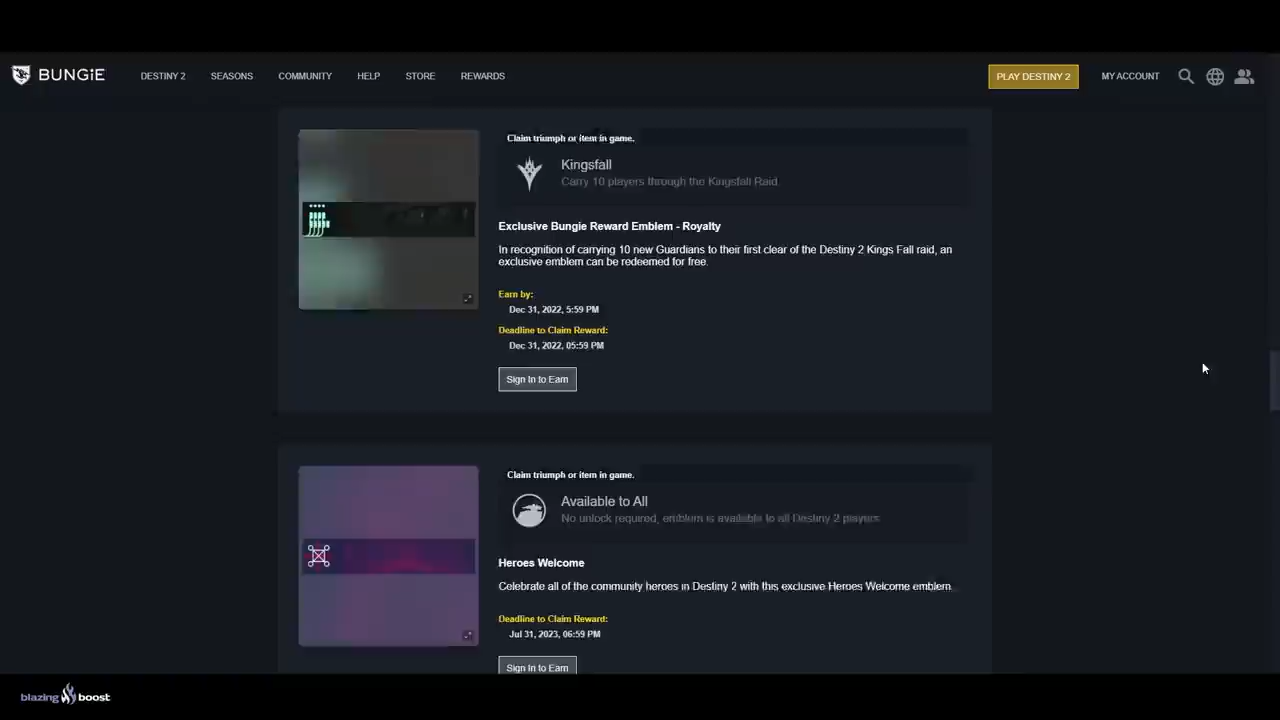 BUNGiE DESTINY 2 SEASONS COMMUNITY HELP STORE REWARDS PLAY DESTINY 2 MY ACCOUNT
Claim triumph or item in game.
Kingsfall
Carry 10 players through the Kingsfall Raid.
Exclusive Bungie Reward Emblem - Royalty
In recognition of carrying 10 new Guardians to their first clear of the Destiny 2 Kings Fall raid, an
exclusive emblem can be redeemed for free.
Earn by:
Dec 31, 2022, 5:59 PM
Deadline to Claim Reward:
Dec 31, 2022, 05:59 PM
Sign In to Earn
Claim triumph or item in game.
Available to All
No unlock required, emblem is available to all Destiny 2 players
Heroes Welcome
Celebrate all of the community heroes in Destiny 2 with this exclusive Heroes Welcome emblem.
Deadline to Claim Reward:
Jul 31, 2023, 06:59 PM
Sign In to Earn
blazing boost